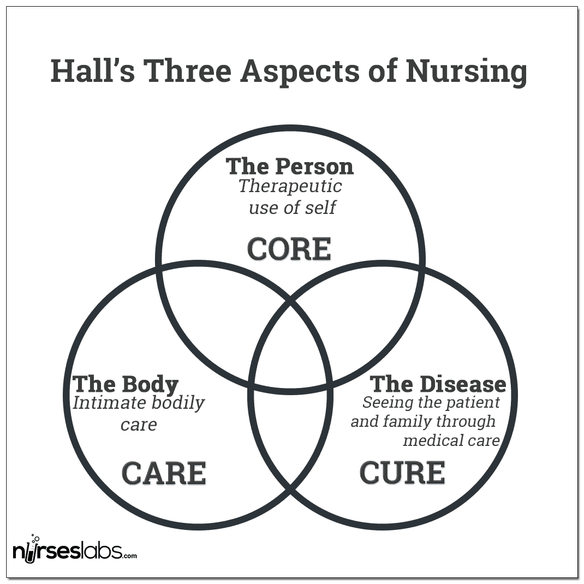 Hall's Three Aspects of Nursing
The Person
Therapeutic
use of self
CORE
The Body
Intimate bodily
care
CARE
The Disease
Seeing the patient
and family through
medical care
CURE
nurseslabs.com